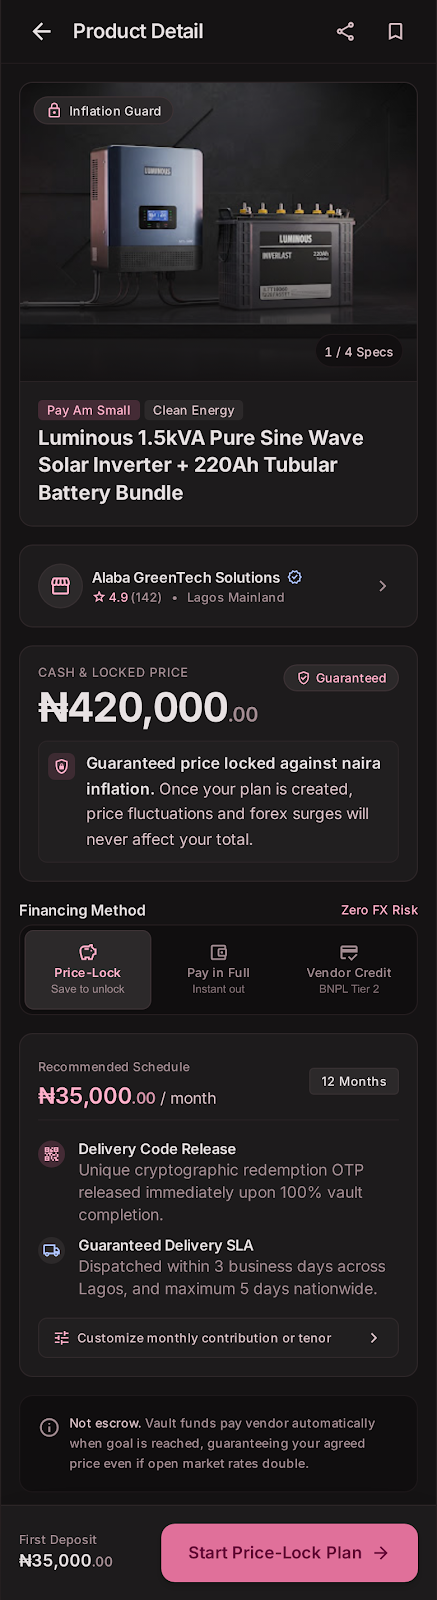 Product Detail
Inflation Guard
LUMINOUS
LUMINOUS
INVERLAST
220Ah
Tubular
1 / 4 Specs
Pay Am Small
Clean Energy
Luminous 1.5kVA Pure Sine Wave
Solar Inverter + 220Ah Tubular
Battery Bundle
Alaba GreenTech Solutions
4.9 (142) • Lagos Mainland
CASH & LOCKED PRICE
Guaranteed
₦420,000.00
Guaranteed price locked against naira
inflation. Once your plan is created,
price fluctuations and forex surges will
never affect your total.
Financing Method
Zero FX Risk
Price-Lock
Save to unlock
Pay in Full
Instant out
Vendor Credit
BNPL Tier 2
Recommended Schedule
₦35,000.00 / month
12 Months
Delivery Code Release
Unique cryptographic redemption OTP
released immediately upon 100% vault
completion.
Guaranteed Delivery SLA
Dispatched within 3 business days across
Lagos, and maximum 5 days nationwide.
Customize monthly contribution or tenor
Not escrow. Vault funds pay vendor automatically
when goal is reached, guaranteeing your agreed
price even if open market rates double.
First Deposit
₦35,000.00
Start Price-Lock Plan